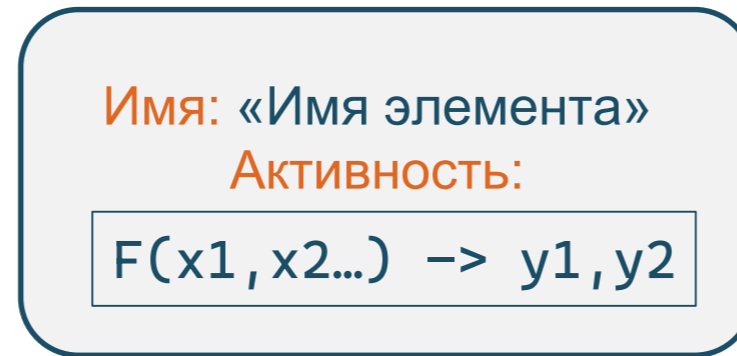 Имя: «Имя элемента»
Активность:
F(x1,x2…) −> y1,y2